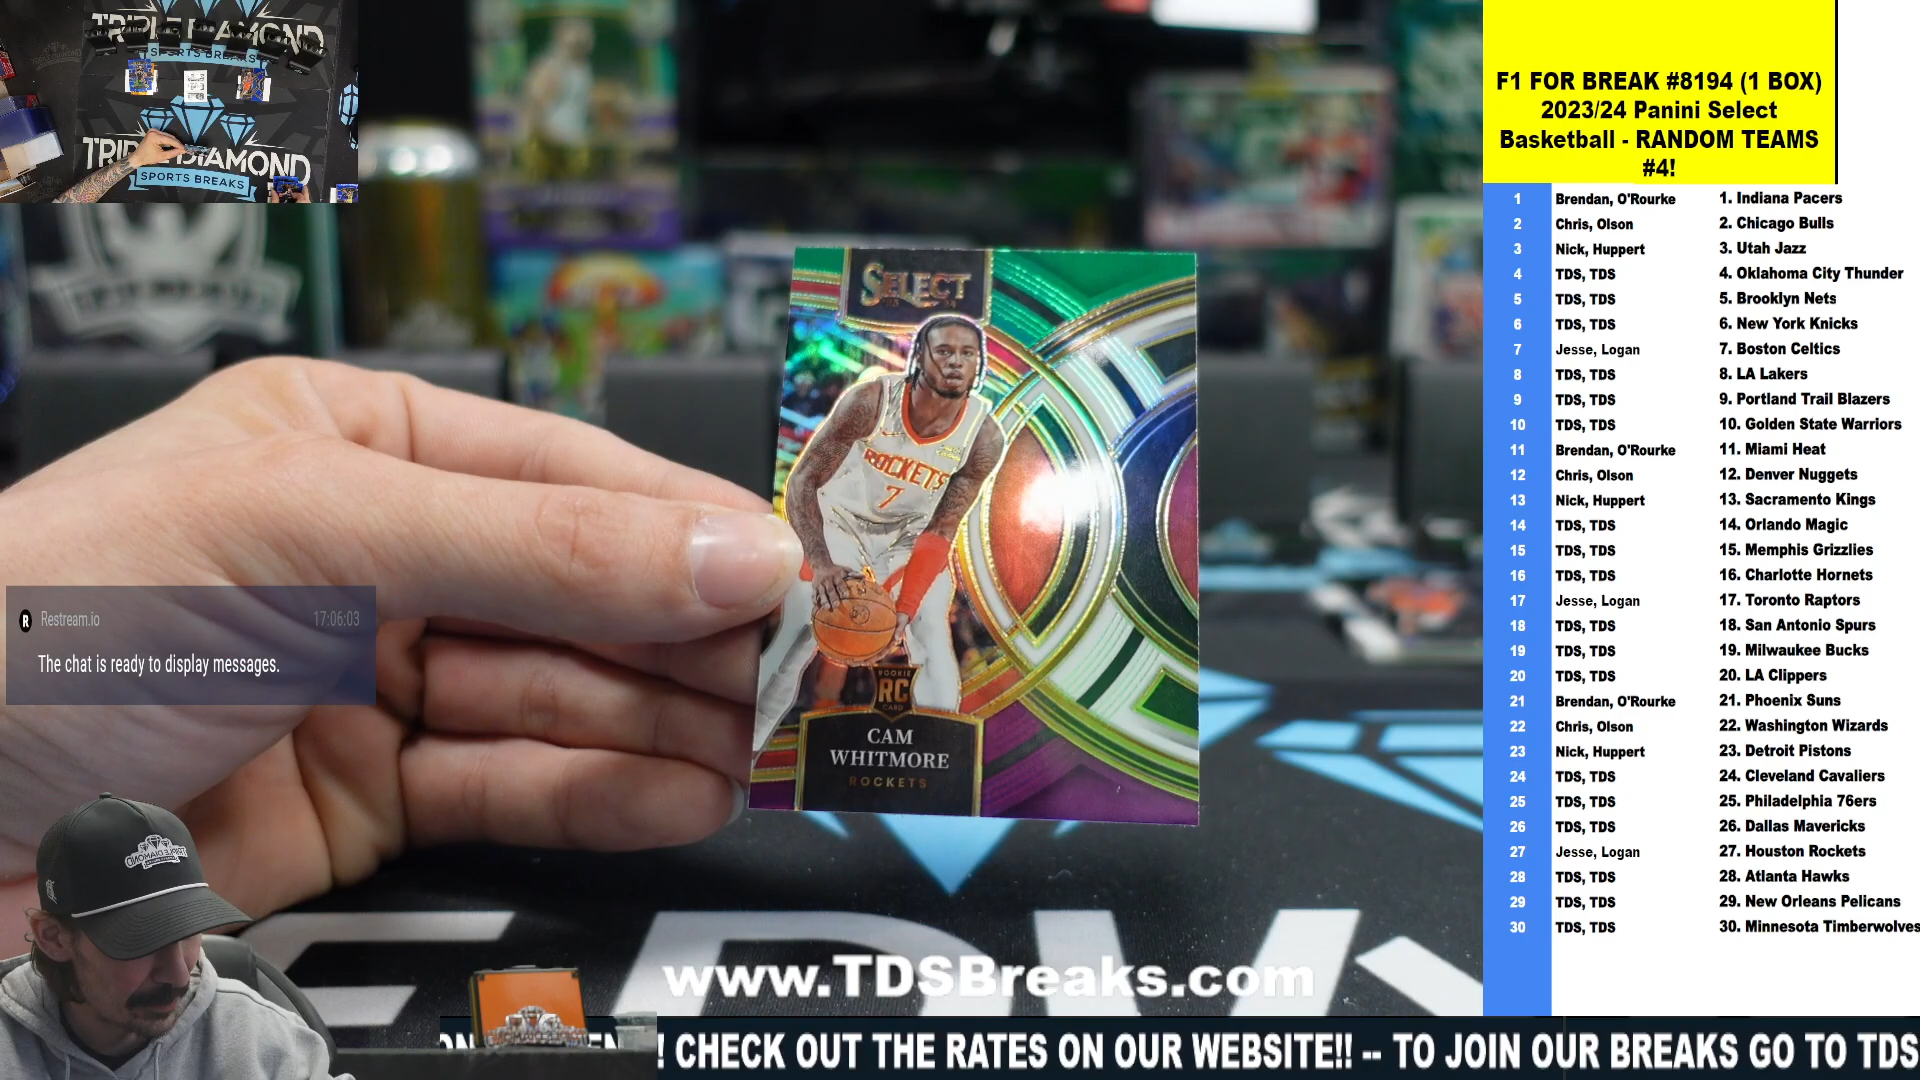 TRIPLE DIAMOND
SPORTS BREAKS
TRIPLE DIAMOND
SPORTS BREAKS
F1 FOR BREAK #8194 (1 BOX)
2023/24 Panini Select
Basketball - RANDOM TEAMS
#4!
1 Brendan, O'Rourke 1. Indiana Pacers
2 Chris, Olson 2. Chicago Bulls
3 Nick, Huppert 3. Utah Jazz
4 TDS, TDS 4. Oklahoma City Thunder
5 TDS, TDS 5. Brooklyn Nets
6 TDS, TDS 6. New York Knicks
7 Jesse, Logan 7. Boston Celtics
8 TDS, TDS 8. LA Lakers
9 TDS, TDS 9. Portland Trail Blazers
10 TDS, TDS 10. Golden State Warriors
11 Brendan, O'Rourke 11. Miami Heat
12 Chris, Olson 12. Denver Nuggets
13 Nick, Huppert 13. Sacramento Kings
14 TDS, TDS 14. Orlando Magic
15 TDS, TDS 15. Memphis Grizzlies
16 TDS, TDS 16. Charlotte Hornets
17 Jesse, Logan 17. Toronto Raptors
18 TDS, TDS 18. San Antonio Spurs
19 TDS, TDS 19. Milwaukee Bucks
20 TDS, TDS 20. LA Clippers
21 Brendan, O'Rourke 21. Phoenix Suns
22 Chris, Olson 22. Washington Wizards
23 Nick, Huppert 23. Detroit Pistons
24 TDS, TDS 24. Cleveland Cavaliers
25 TDS, TDS 25. Philadelphia 76ers
26 TDS, TDS 26. Dallas Mavericks
27 Jesse, Logan 27. Houston Rockets
28 TDS, TDS 28. Atlanta Hawks
29 TDS, TDS 29. New Orleans Pelicans
30 TDS, TDS 30. Minnesota Timberwolves
SELECT
ROCKETS
7
ROOKIE
RC
CARD
CAM
WHITMORE
ROCKETS
R Restream.io 17:06:03
The chat is ready to display messages.
www.TDSBreaks.com
! CHECK OUT THE RATES ON OUR WEBSITE!! -- TO JOIN OUR BREAKS GO TO TDS